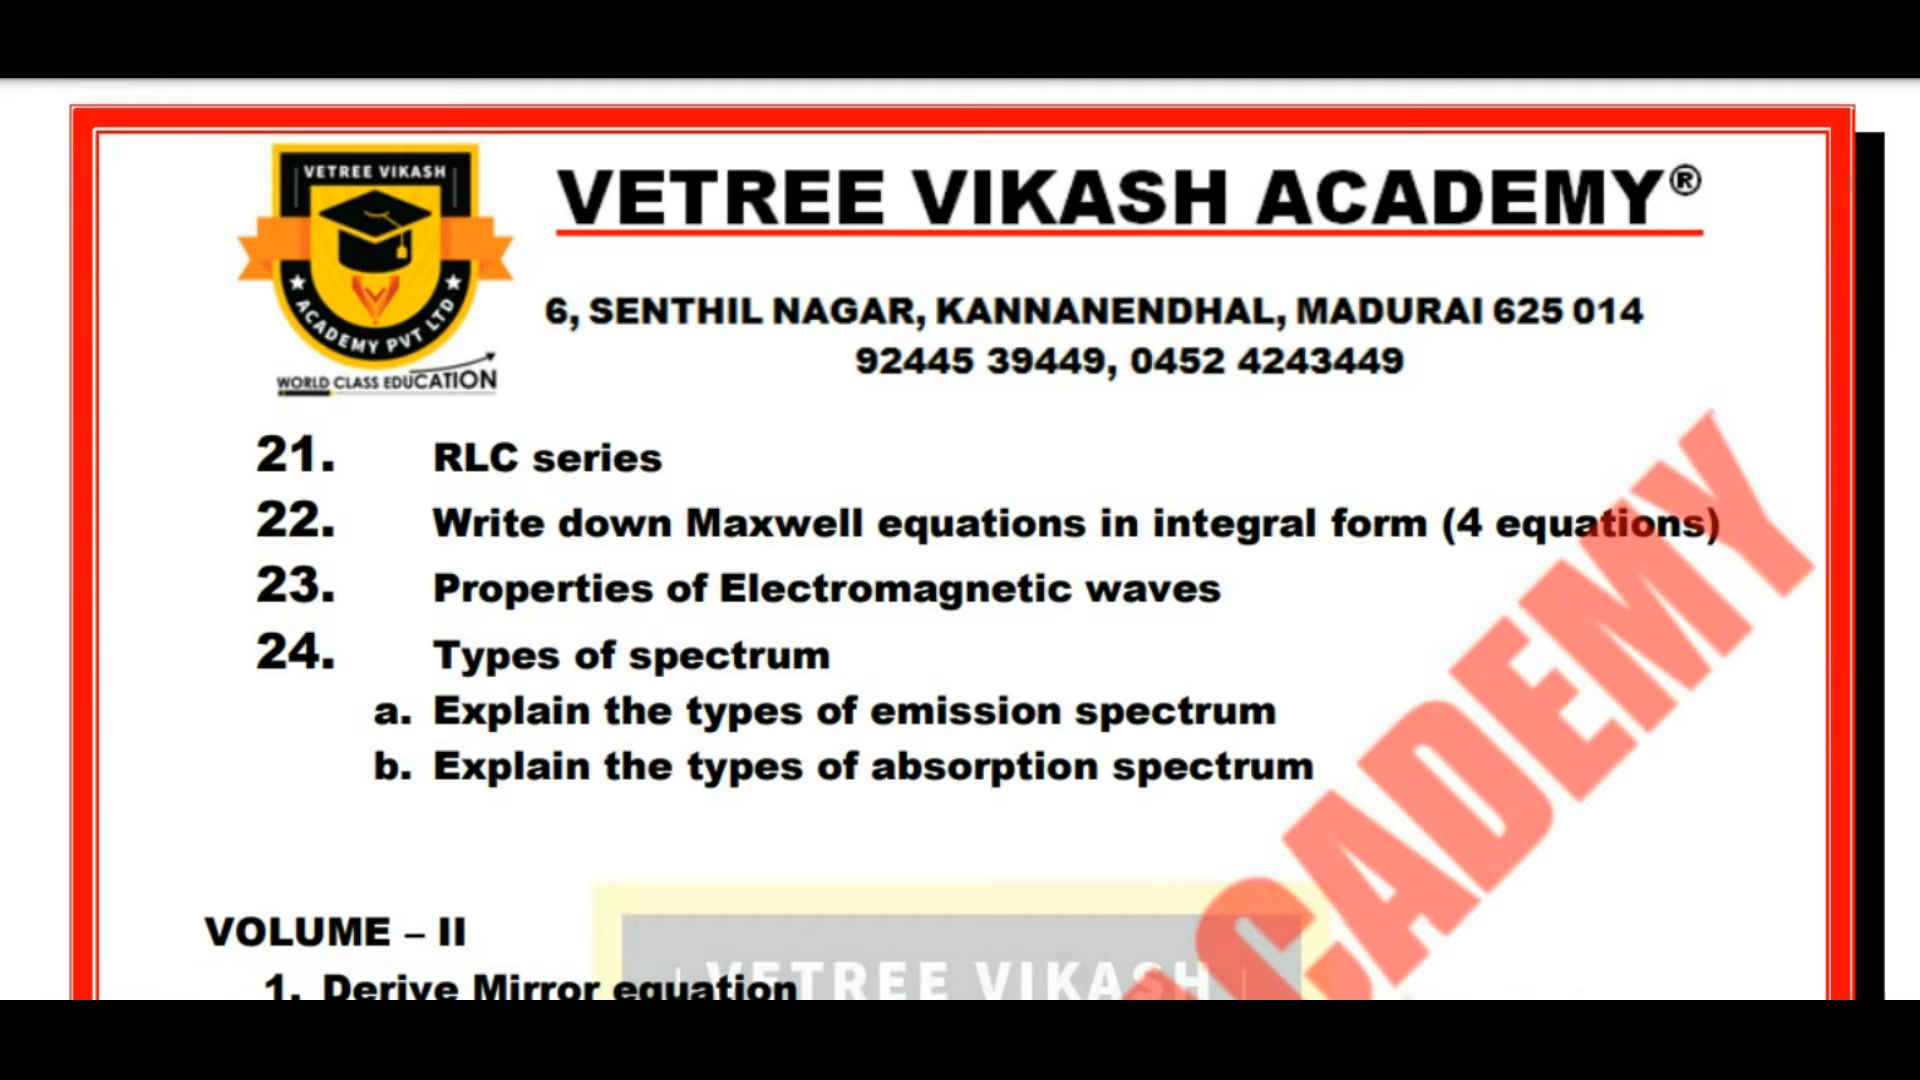 VETREE VIKASH
ACADEMY PVT LTD
WORLD CLASS EDUCATION
VETREE VIKASH ACADEMY®
6, SENTHIL NAGAR, KANNANENDHAL, MADURAI 625 014
92445 39449, 0452 4243449
21. RLC series
22. Write down Maxwell equations in integral form (4 equations)
23. Properties of Electromagnetic waves
24. Types of spectrum
a. Explain the types of emission spectrum
b. Explain the types of absorption spectrum
VOLUME – II
1. Derive Mirror equation
VETREE VIKASH
ACADEMY